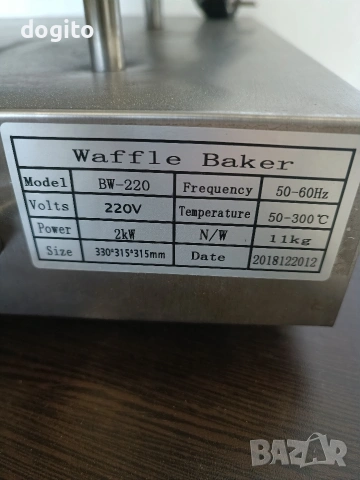 dogito
Waffle Baker
Model BW-220 Frequency 50-60Hz
Volts 220V Temperature 50-300℃
Power 2kW N/W 11kg
Size 330*315*315mm Date 2018122012
BAZAR